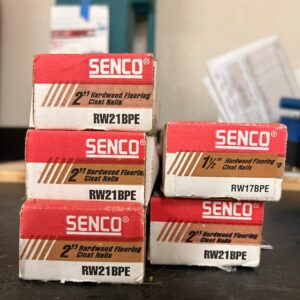 SENCO®
2" Hardwood Flooring
Cleat Nails
RW21BPE
SENCO®
2" Hardwood Flooring
Cleat Nails
RW21BPE
SENCO®
2" Hardwood Flooring
Cleat Nails
RW21BPE
SENCO®
1½" Hardwood Flooring
Cleat Nails
RW17BPE
SENCO®
2" Hardwood Flooring
Cleat Nails
RW21BPE